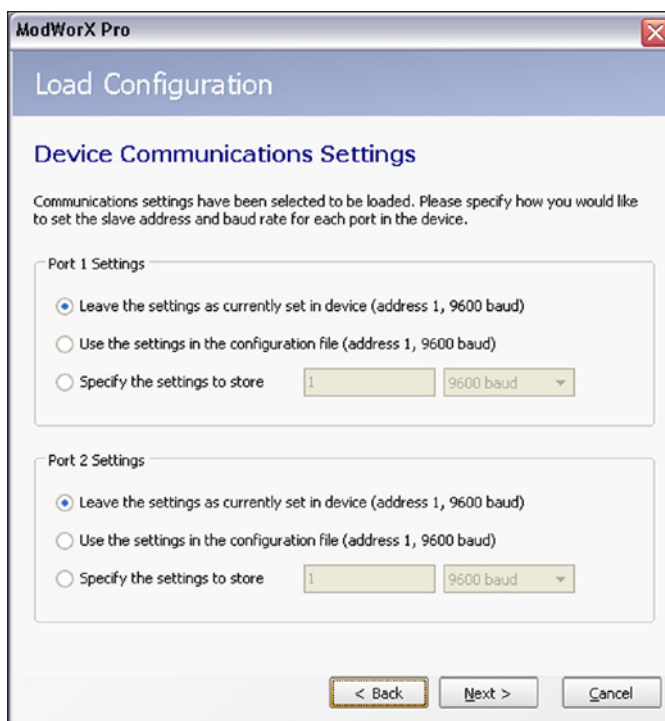 ModWorX Pro
Load Configuration
Device Communications Settings
Communications settings have been selected to be loaded. Please specify how you would like
to set the slave address and baud rate for each port in the device.
Port 1 Settings
Leave the settings as currently set in device (address 1, 9600 baud)
Use the settings in the configuration file (address 1, 9600 baud)
Specify the settings to store 1 9600 baud
Port 2 Settings
Leave the settings as currently set in device (address 1, 9600 baud)
Use the settings in the configuration file (address 1, 9600 baud)
Specify the settings to store 1 9600 baud
< Back Next > Cancel